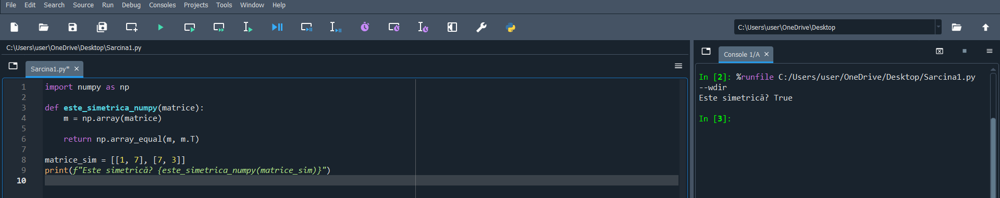 File Edit Search Source Run Debug Consoles Projects Tools Window Help
C:\Users\user\OneDrive\Desktop
C:\Users\user\OneDrive\Desktop\Sarcina1.py
Sarcina1.py*
1 import numpy as np
2
3 def este_simetrica_numpy(matrice):
4     m = np.array(matrice)
5
6     return np.array_equal(m, m.T)
7
8 matrice_sim = [[1, 7], [7, 3]]
9 print(f"Este simetrică? {este_simetrica_numpy(matrice_sim)}")
10
Console 1/A
In [2]: %runfile C:/Users/user/OneDrive/Desktop/Sarcina1.py
--wdir
Este simetrică? True
In [3]: